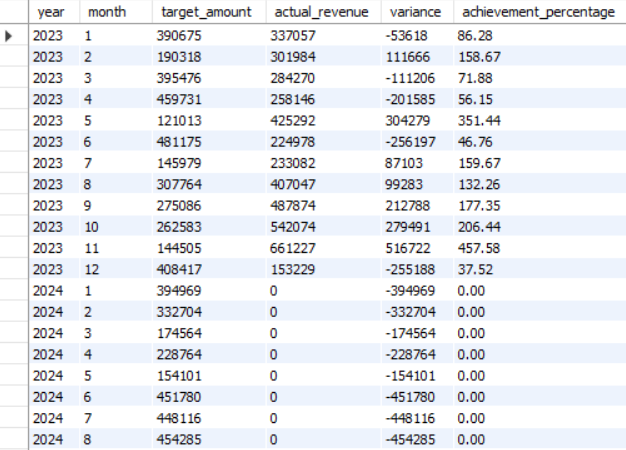 year month target_amount actual_revenue variance achievement_percentage
2023 1 390675 337057 -53618 86.28
2023 2 190318 301984 111666 158.67
2023 3 395476 284270 -111206 71.88
2023 4 459731 258146 -201585 56.15
2023 5 121013 425292 304279 351.44
2023 6 481175 224978 -256197 46.76
2023 7 145979 233082 87103 159.67
2023 8 307764 407047 99283 132.26
2023 9 275086 487874 212788 177.35
2023 10 262583 542074 279491 206.44
2023 11 144505 661227 516722 457.58
2023 12 408417 153229 -255188 37.52
2024 1 394969 0 -394969 0.00
2024 2 332704 0 -332704 0.00
2024 3 174564 0 -174564 0.00
2024 4 228764 0 -228764 0.00
2024 5 154101 0 -154101 0.00
2024 6 451780 0 -451780 0.00
2024 7 448116 0 -448116 0.00
2024 8 454285 0 -454285 0.00